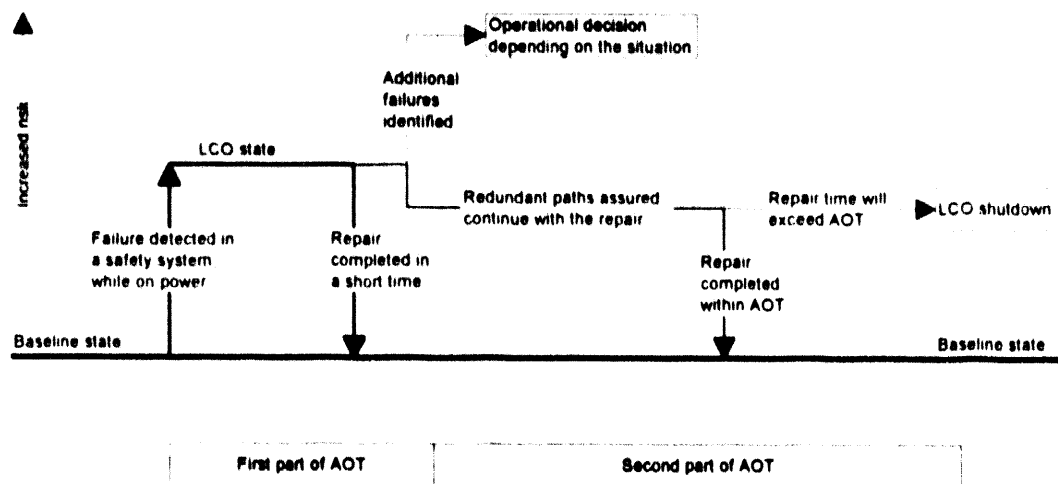 Operational decision
depending on the situation
Increased risk
Additional
failures
identified
LCO state
Redundant paths assured
continue with the repair
Repair time will
exceed AOT
LCO shutdown
Failure detected in
a safety system
while on power
Repair
completed in
a short time
Repair
completed
within AOT
Baseline state
Baseline state
First part of AOT
Second part of AOT